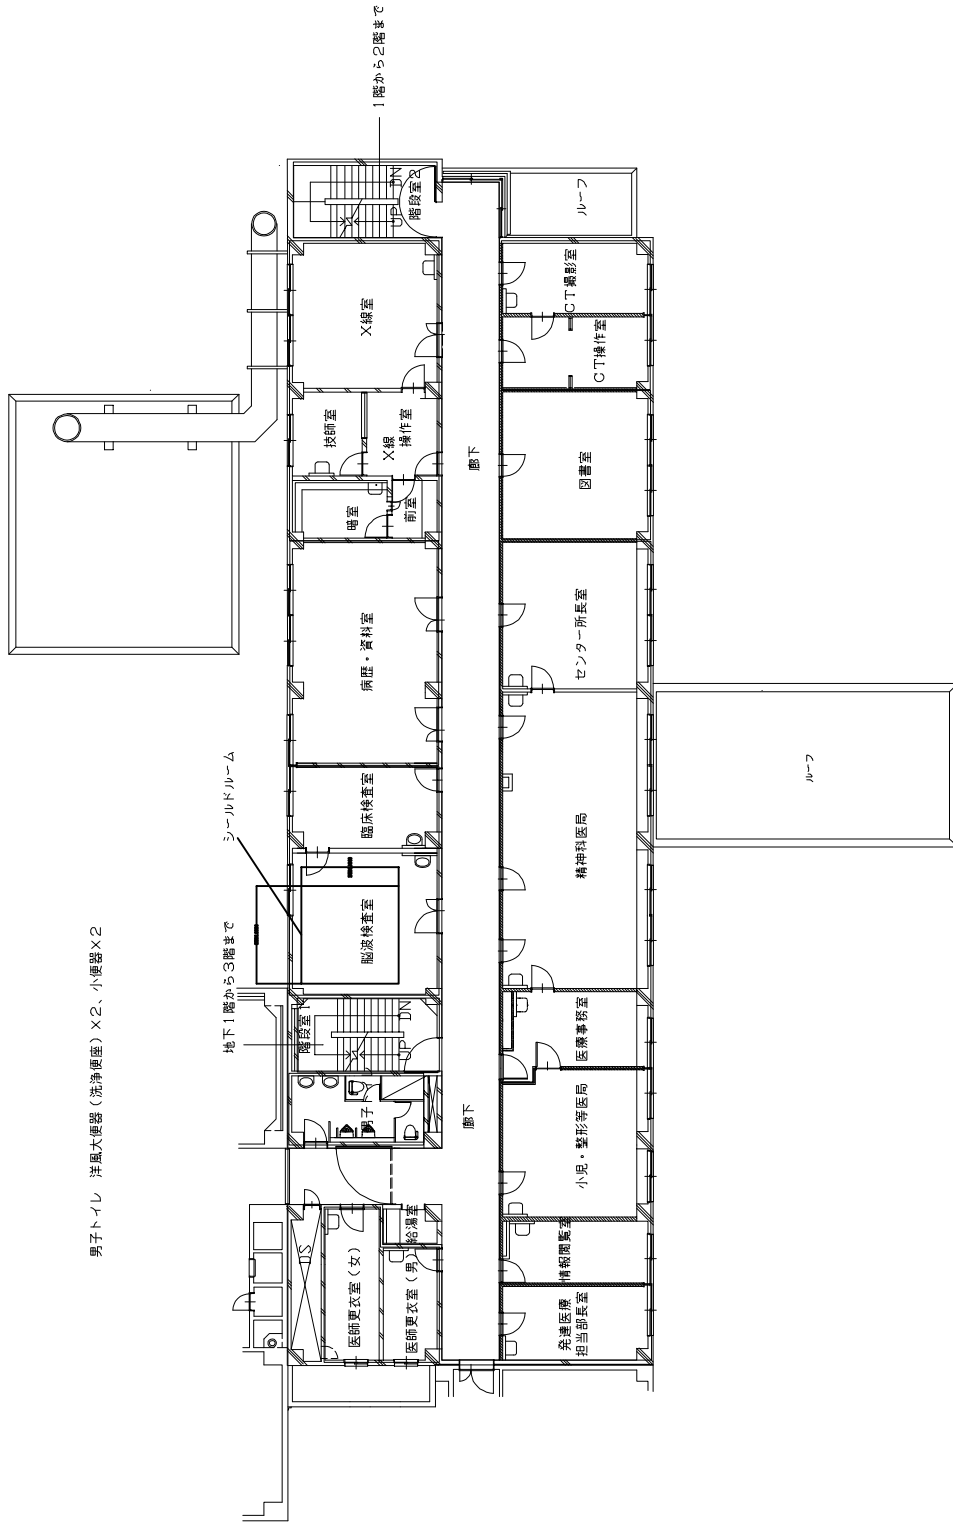 男子トイレ 洋風大便器(洗浄便座)×2、小便器×2
地下1階から3階まで
シールドルーム
1階から2階まで
DS
医師更衣室(女)
医師更衣室(男)
給湯室
男子
階段室1
UP
DN
脳波検査室
臨床検査室
病歴・資料室
暗室
前室
技師室
X線
操作室
X線室
UP
DN
階段室2
廊下
廊下
発達医療
担当部長室
情報閲覧室
小児・整形等医局
医療事務室
精神科医局
センター所長室
図書室
CT操作室
CT撮影室
ルーフ
ルーフ